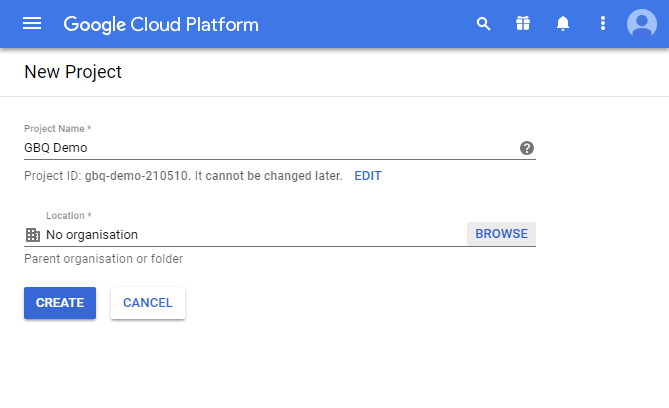 Google Cloud Platform
New Project
Project Name *
GBQ Demo
Project ID: gbq-demo-210510. It cannot be changed later. EDIT
Location *
No organisation BROWSE
Parent organisation or folder
CREATE CANCEL